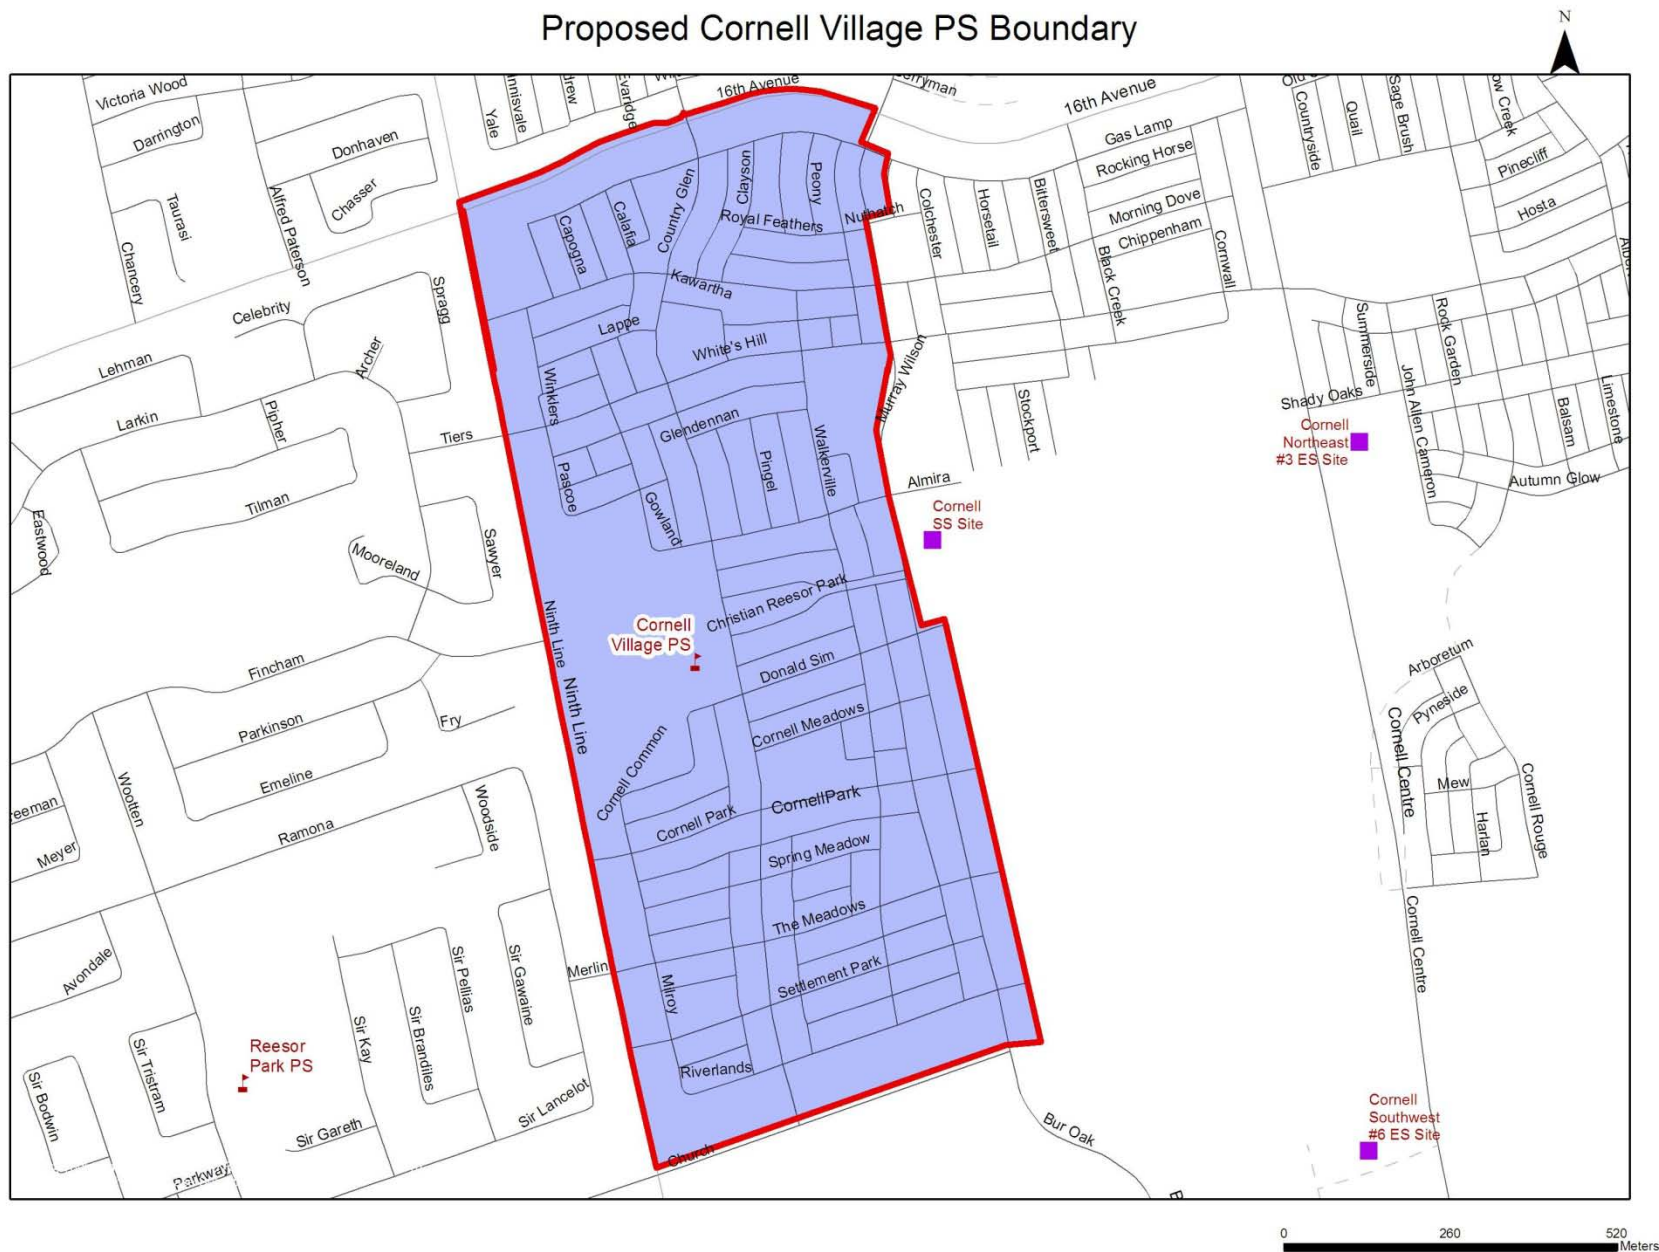 Proposed Cornell Village PS Boundary
N
Victoria Wood
Darrington
Donhaven
Chasser
Taurasi
Alfred Paterson
Chancery
Yale
Evaridge
16th Avenue
16th Avenue
Gas Lamp
Rocking Horse
Countryside
Quail
Sage Brush
Pinecliff
Hosta
Capogna
Calafia
Country Glen
Clayson
Peony
Royal Feathers
Nuthatch
Colchester
Horsetail
Bittersweet
Morning Dove
Chippenham
Black Creek
Cornwall
Kawartha
Lappe
White's Hill
Celebrity
Spragg
Lehman
Archer
Larkin
Pipher
Tiers
Tilman
Eastwood
Mooreland
Sawyer
Winklers
Glendennan
Pascoe
Gowland
Pingel
Walkerville
Murray Wilson
Stockport
Almira
Summerside
Rock Garden
Shady Oaks
John Allen Cameron
Balsam
Limestone
Autumn Glow
Cornell
Northeast
#3 ES Site
Cornell
SS Site
Christian Reesor Park
Cornell
Village PS
Ninth Line
Ninth Line
Donald Sim
Cornell Meadows
Cornell Common
Cornell Park
CornellPark
Spring Meadow
The Meadows
Settlement Park
Milroy
Riverlands
Fincham
Parkinson
Fry
Emeline
Wootten
Ramona
Woodside
Meyer
Avondale
Merlin
Sir Gawaine
Sir Pellias
Sir Brandiles
Sir Kay
Sir Tristram
Sir Bodwin
Sir Gareth
Sir Lancelot
Parkway
Reesor
Park PS
Church
Bur Oak
Arboretum
Pyneside
Mew
Harlan
Cornell Rouge
Cornell Centre
Cornell Centre
Cornell
Southwest
#6 ES Site
0 260 520
Meters